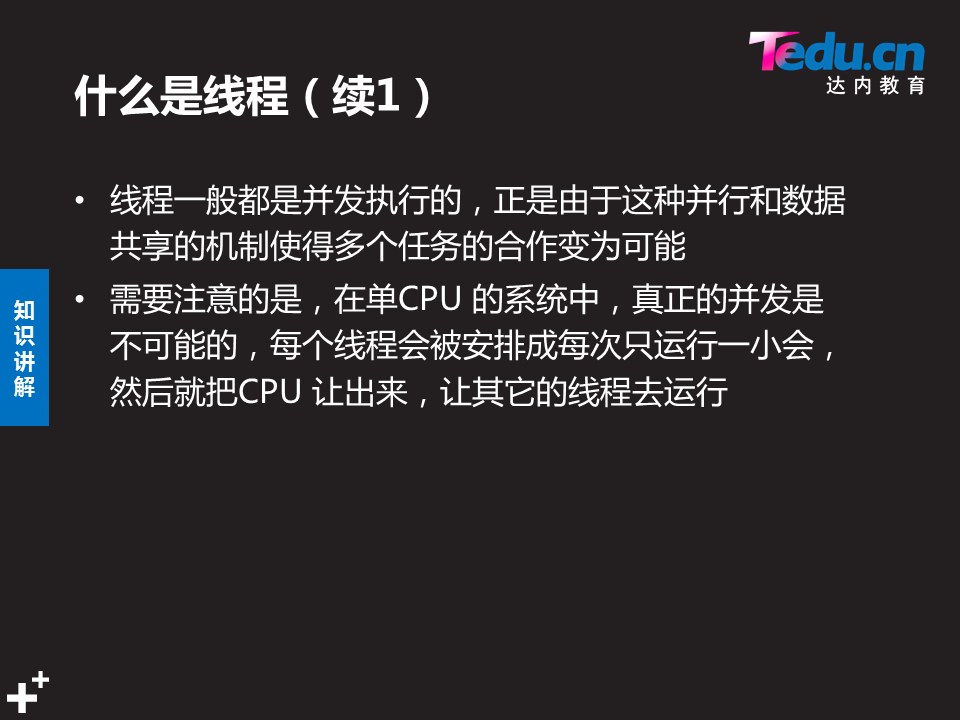 Tedu.cn
达内教育
什么是线程（续1）
• 线程一般都是并发执行的，正是由于这种并行和数据
共享的机制使得多个任务的合作变为可能
• 需要注意的是，在单CPU 的系统中，真正的并发是
不可能的，每个线程会被安排成每次只运行一小会，
然后就把CPU 让出来，让其它的线程去运行
知
识
讲
解